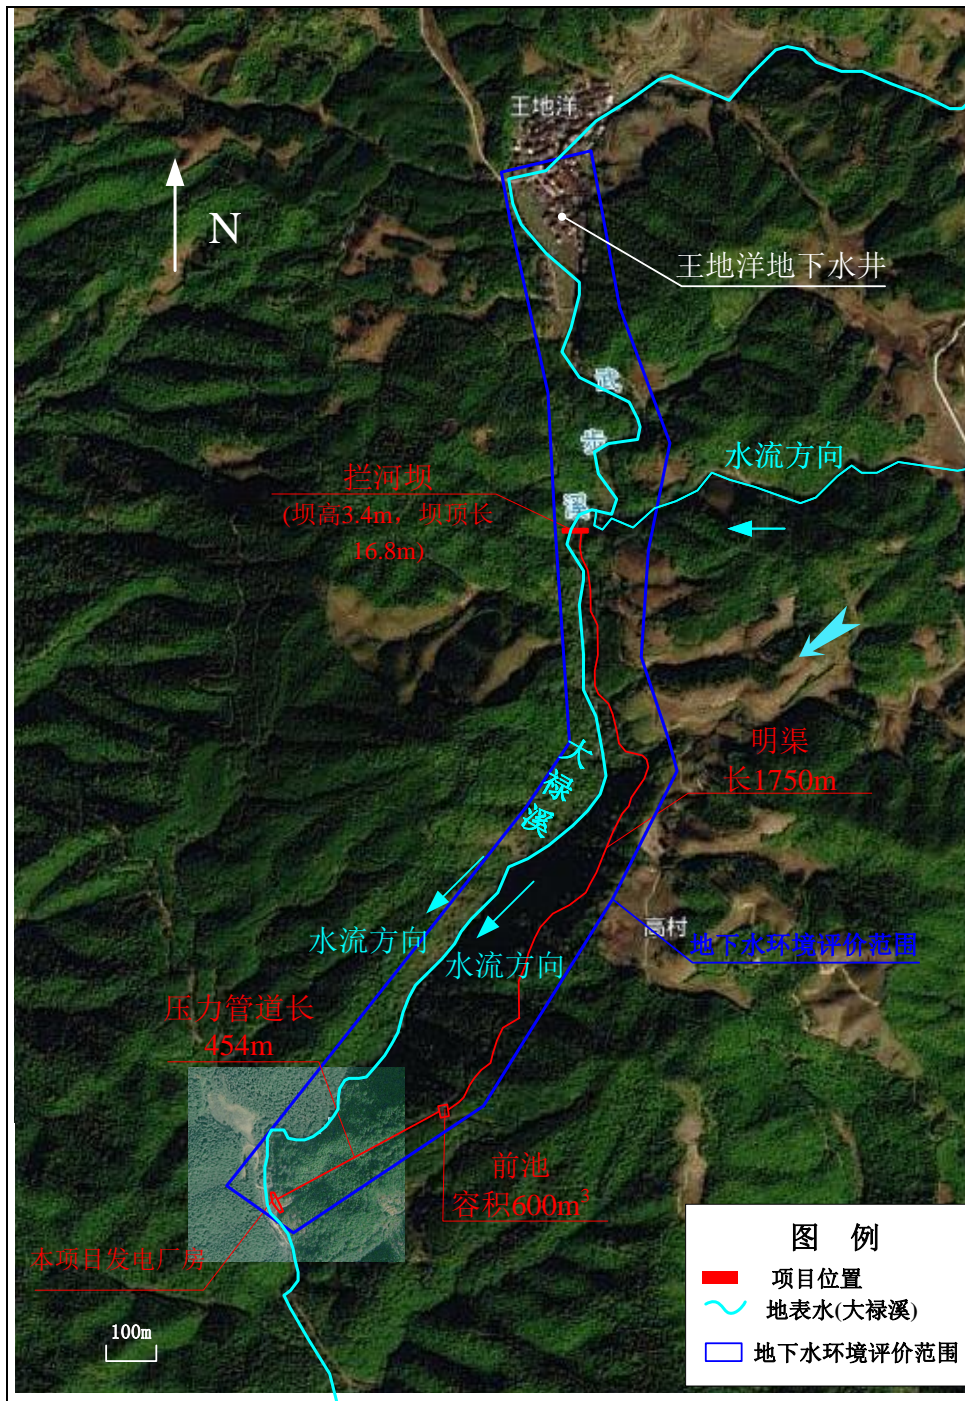 王地洋
N
王地洋地下水井
武
步
溪
水流方向
拦河坝
(坝高3.4m，坝顶长
16.8m)
明渠
长1750m
大
禄
溪
高村
地下水环境评价范围
水流方向
水流方向
压力管道长
454m
前池
容积600m³
本项目发电厂房
100m
图 例
项目位置
地表水(大禄溪)
地下水环境评价范围